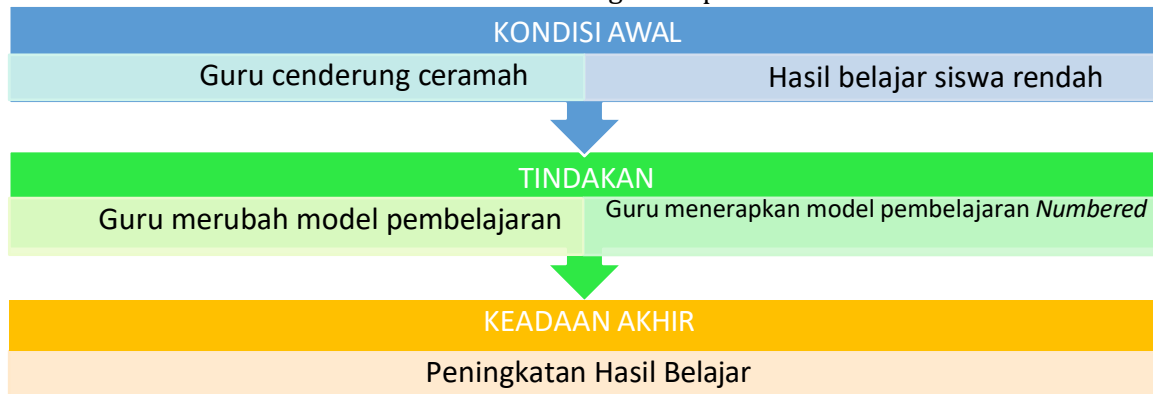 KONDISI AWAL
Guru cenderung ceramah
Hasil belajar siswa rendah
TINDAKAN
Guru merubah model pembelajaran
Guru menerapkan model pembelajaran Numbered
KEADAAN AKHIR
Peningkatan Hasil Belajar